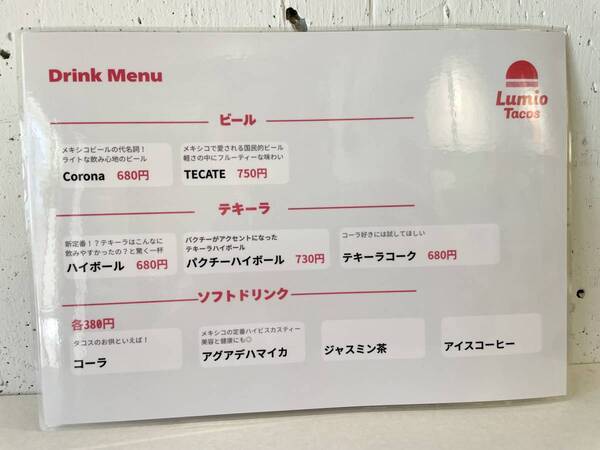 Drink Menu
Lumio
Tacos
ビール
メキシコビールの代名詞！
ライトな飲み心地のビール
Corona 680円
メキシコで愛される国民的ビール
軽さの中にフルーティーな味わい
TECATE 750円
テキーラ
新定番！？テキーラはこんなに
飲みやすかったの？と驚く一杯
ハイボール 680円
パクチーがアクセントになった
テキーラハイボール
パクチーハイボール 730円
コーラ好きには試してほしい
テキーラコーク 680円
ソフトドリンク
各380円
タコスのお供といえば！
コーラ
メキシコの定番ハイビスカスティー
美容と健康にも◎
アグアデハマイカ
ジャスミン茶
アイスコーヒー